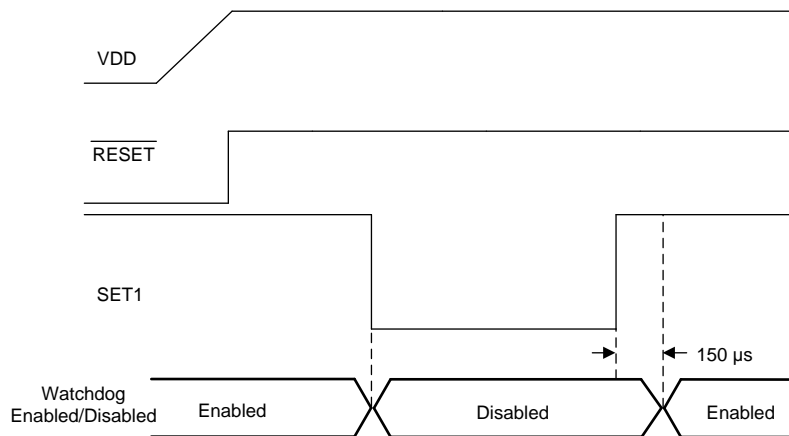 VDD
RESET
SET1
150 µs
Watchdog
Enabled/Disabled
Enabled
Disabled
Enabled